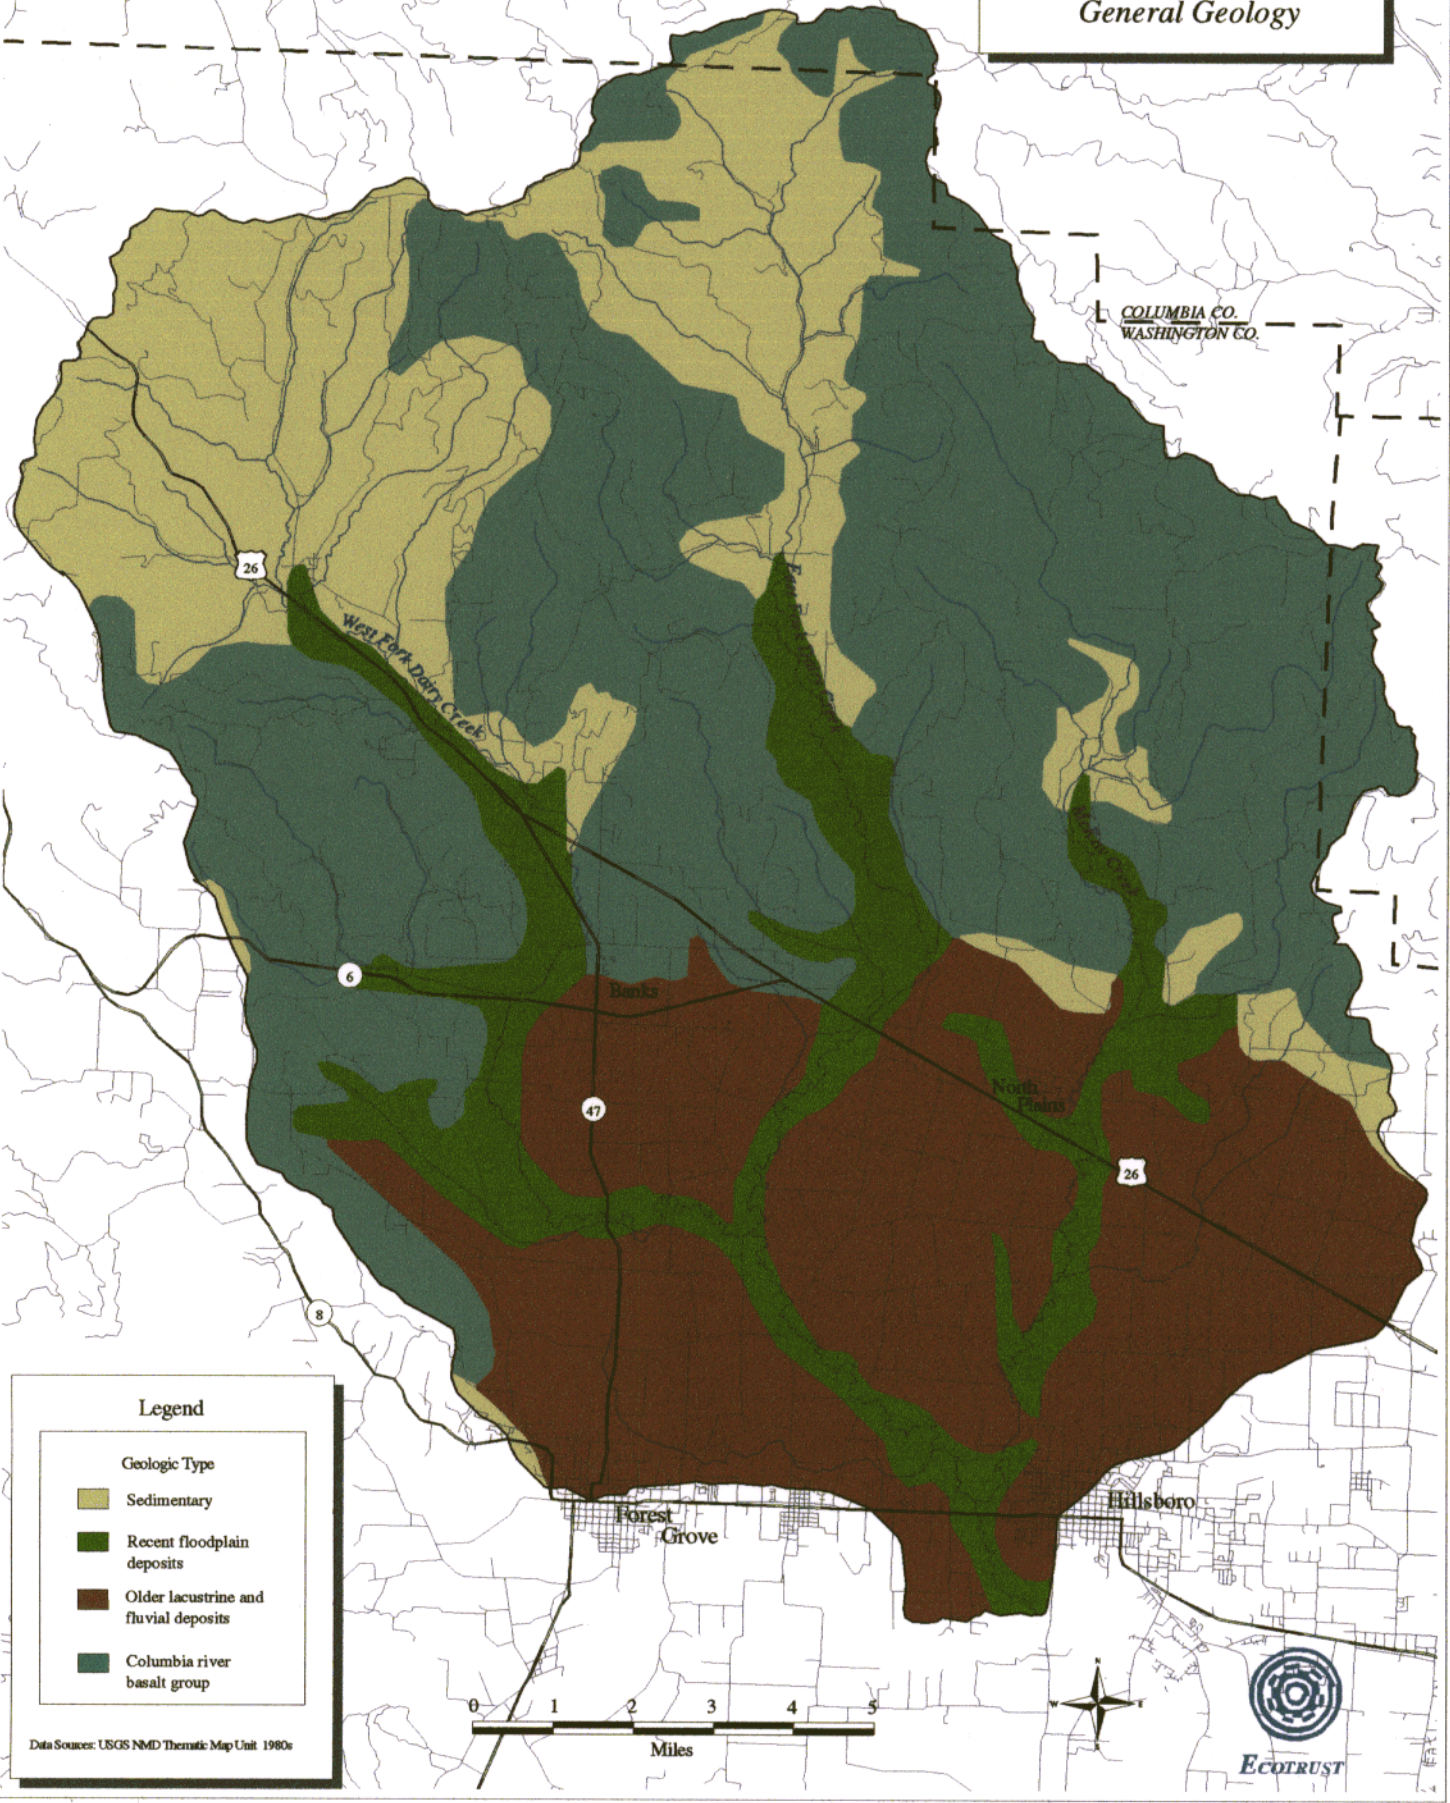 General Geology
COLUMBIA CO.
WASHINGTON CO.
26
West Fork Dairy Creek
6
Banks
47
North
Plains
26
8
Forest
Grove
Hillsboro
Legend
Geologic Type
Sedimentary
Recent floodplain
deposits
Older lacustrine and
fluvial deposits
Columbia river
basalt group
Data Sources: USGS NMD Thematic Map Unit 1980s
0 1 2 3 4 5
Miles
N
W E
S
ECOTRUST